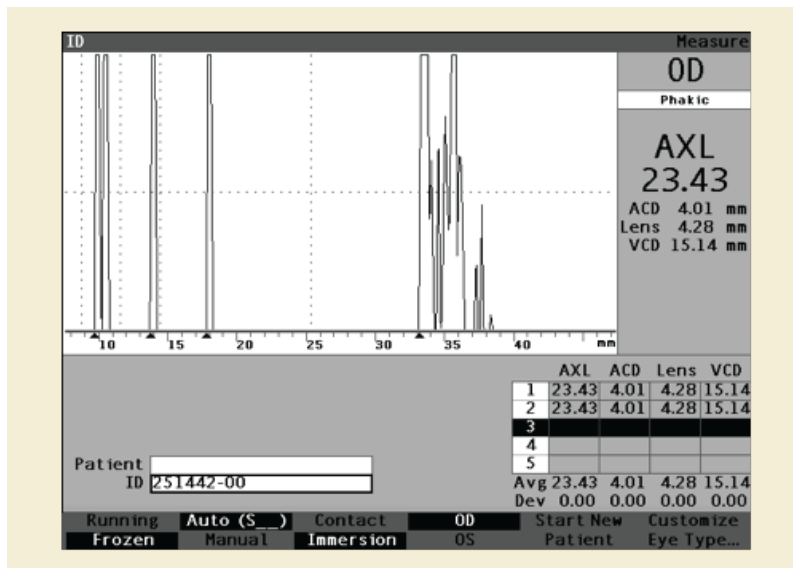 ID Measure
OD
Phakic
AXL
23.43
ACD 4.01 mm
Lens 4.28 mm
VCD 15.14 mm
10 15 20 25 30 35 40 mm
AXL ACD Lens VCD
1 23.43 4.01 4.28 15.14
2 23.43 4.01 4.28 15.14
3
4
5
Patient
ID 251442-00
Avg 23.43 4.01 4.28 15.14
Dev 0.00 0.00 0.00 0.00
Running Auto (S__) Contact OD Start New Customize
Frozen Manual Immersion OS Patient Eye Type...